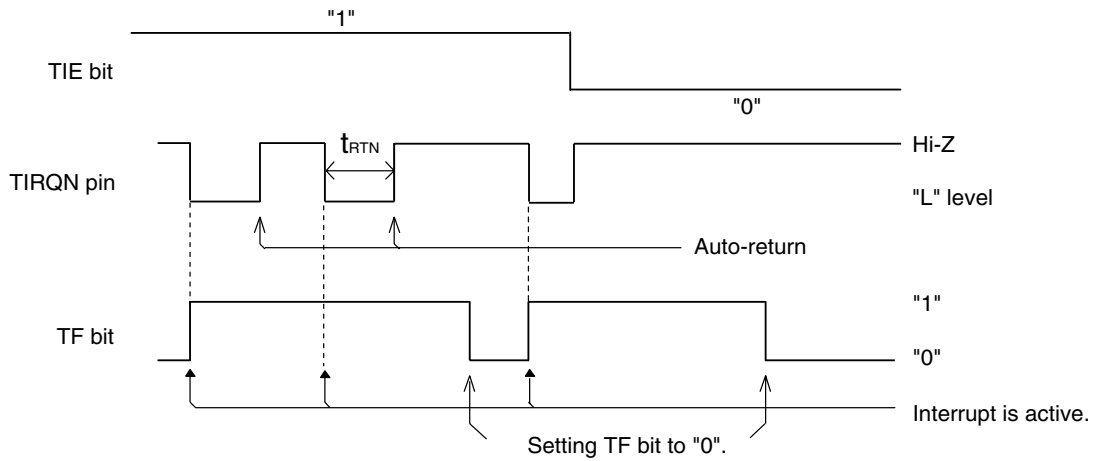 "1"
TIE bit
"0"
tRTN
Hi-Z
TIRQN pin
"L" level
Auto-return
"1"
TF bit
"0"
Interrupt is active.
Setting TF bit to "0".